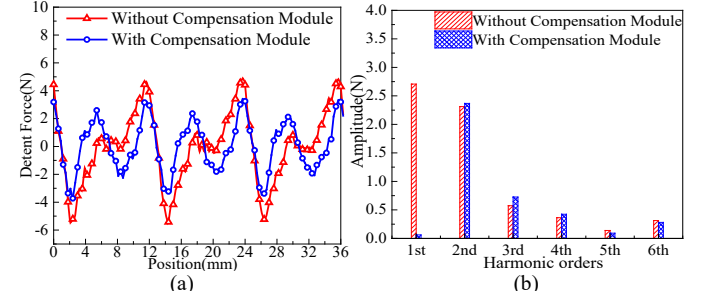 Without Compensation Module
With Compensation Module
Detent Force(N)
10
8
6
4
2
0
-2
-4
-6
0 4 8 12 16 20 24 28 32 36
Position(mm)
(a)
Without Compensation Module
With Compensation Module
Amplitude(N)
4.0
3.5
3.0
2.5
2.0
1.5
1.0
0.5
0.0
1st 2nd 3rd 4th 5th 6th
Harmonic orders
(b)